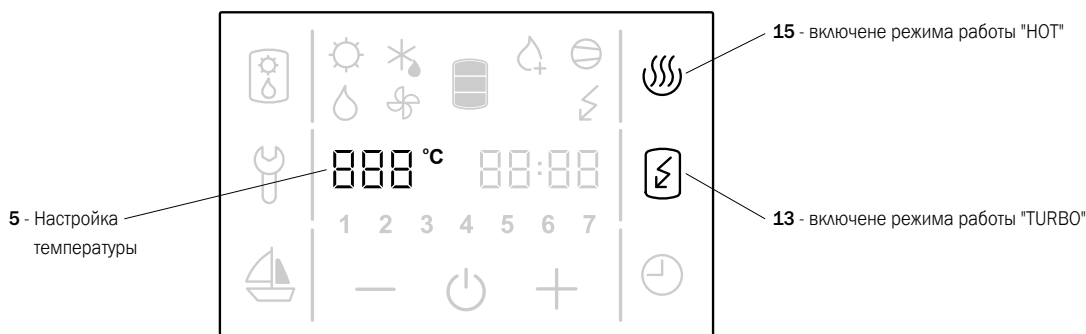 15 - включене режима работы "HOT"
888 °C 88:88
5 - Настройка
температуры
1 2 3 4 5 6 7
13 - включене режима работы "TURBO"